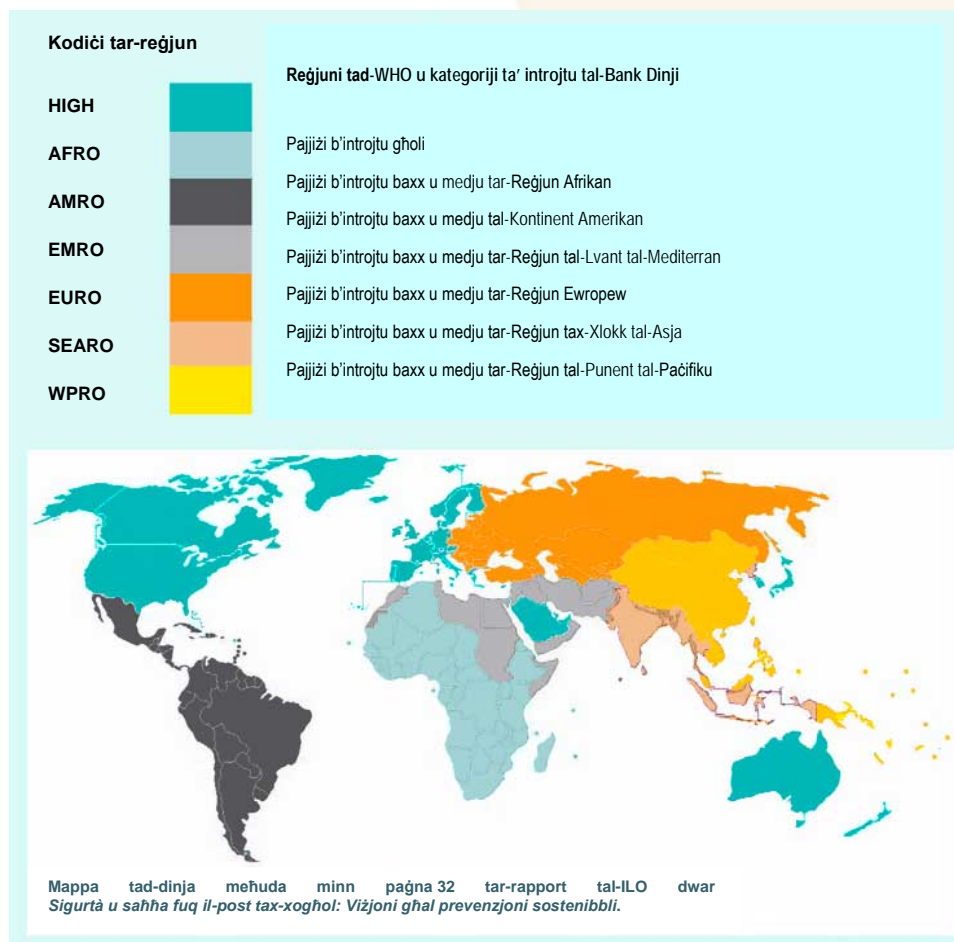 Kodiċi tar-reġjun
Reġjuni tad-WHO u kategoriji ta' introjtu tal-Bank Dinji
HIGH
AFRO
AMRO
EMRO
EURO
SEARO
WPRO
Pajjiżi b'introjtu għoli
Pajjiżi b'introjtu baxx u medju tar-Reġjun Afrikan
Pajjiżi b'introjtu baxx u medju tal-Kontinent Amerikan
Pajjiżi b'introjtu baxx u medju tar-Reġjun tal-Lvant tal-Mediterran
Pajjiżi b'introjtu baxx u medju tar-Reġjun Ewropew
Pajjiżi b'introjtu baxx u medju tar-Reġjun tax-Xlokk tal-Asja
Pajjiżi b'introjtu baxx u medju tar-Reġjun tal-Punent tal-Paċifiku
Mappa tad-dinja meħuda minn paġna 32 tar-rapport tal-ILO dwar
Sigurtà u saħħa fuq il-post tax-xogħol: Viżjoni għal prevenzjoni sostenibbli.